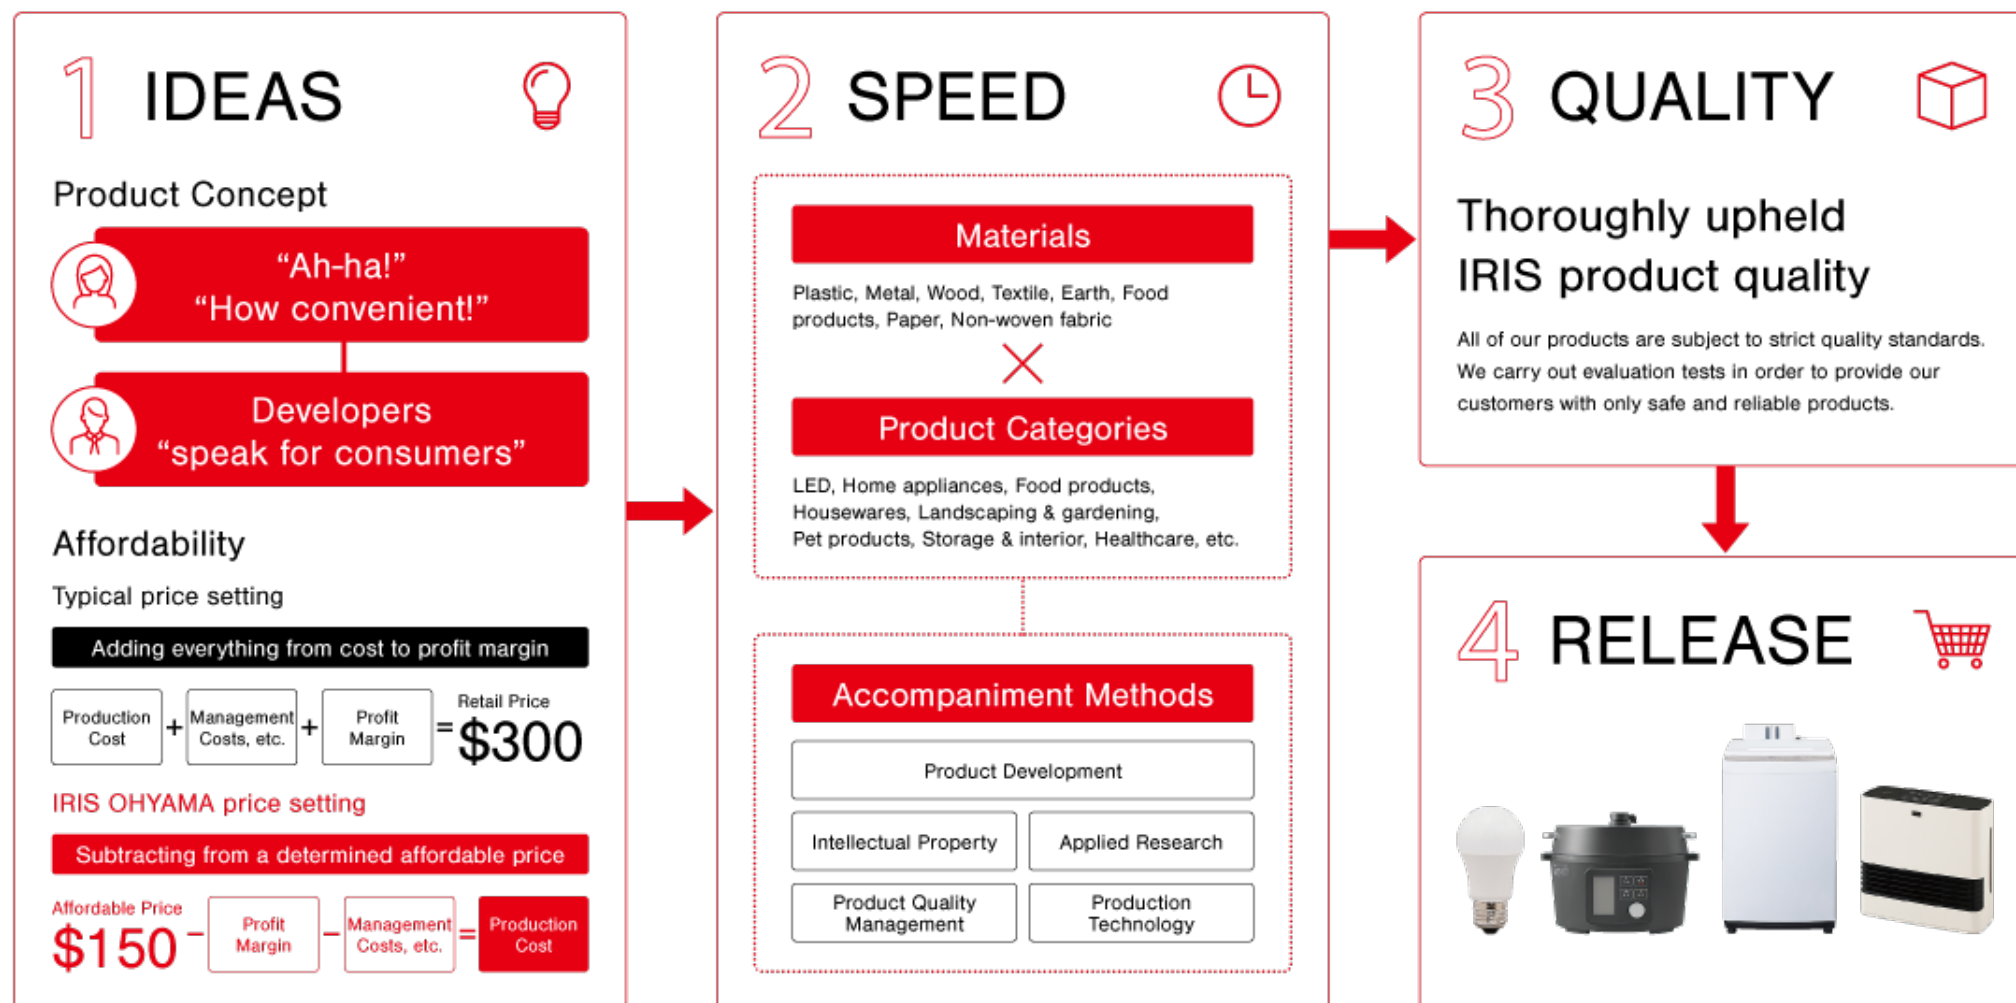 1 IDEAS
Product Concept
“Ah-ha!”
“How convenient!”
Developers
“speak for consumers”
Affordability
Typical price setting
Adding everything from cost to profit margin
Production
Cost
+
Management
Costs, etc.
+
Profit
Margin
=
Retail Price
$300
IRIS OHYAMA price setting
Subtracting from a determined affordable price
Affordable Price
$150
−
Profit
Margin
−
Management
Costs, etc.
=
Production
Cost
2 SPEED
Materials
Plastic, Metal, Wood, Textile, Earth, Food
products, Paper, Non-woven fabric
Product Categories
LED, Home appliances, Food products,
Housewares, Landscaping & gardening,
Pet products, Storage & interior, Healthcare, etc.
Accompaniment Methods
Product Development
Intellectual Property
Applied Research
Product Quality
Management
Production
Technology
3 QUALITY
Thoroughly upheld
IRIS product quality
All of our products are subject to strict quality standards.
We carry out evaluation tests in order to provide our
customers with only safe and reliable products.
4 RELEASE